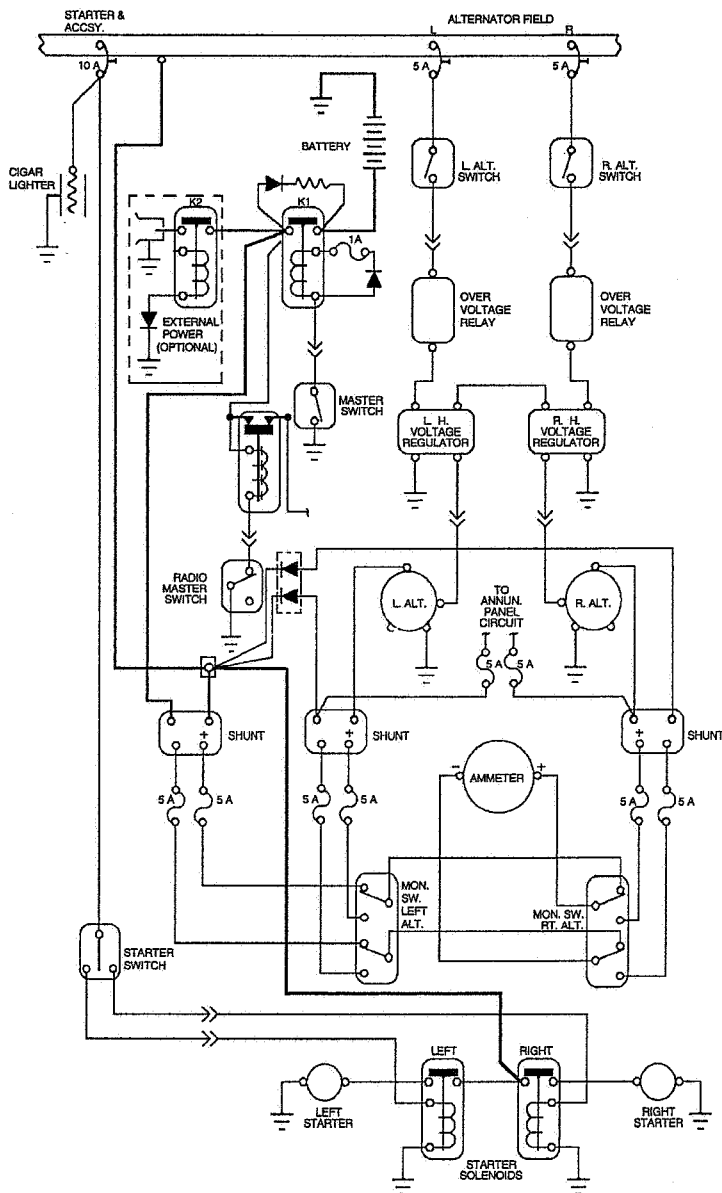 STARTER &
ACCSY.
ALTERNATOR FIELD
L
R
10 A
5 A
5 A
BATTERY
L. ALT.
SWITCH
R. ALT.
SWITCH
CIGAR
LIGHTER
K2
K1
1A
OVER
VOLTAGE
RELAY
OVER
VOLTAGE
RELAY
EXTERNAL
POWER
(OPTIONAL)
MASTER
SWITCH
L. H.
VOLTAGE
REGULATOR
R. H.
VOLTAGE
REGULATOR
RADIO
MASTER
SWITCH
L. ALT.
TO
ANNUN.
PANEL
CIRCUIT
R. ALT.
5 A
5 A
+
SHUNT
+
SHUNT
+
SHUNT
-
AMMETER
+
5 A
5 A
5 A
5 A
5 A
5 A
MON.
SW.
LEFT
ALT.
MON. SW.
RT. ALT.
STARTER
SWITCH
LEFT
RIGHT
LEFT
STARTER
RIGHT
STARTER
STARTER
SOLENOIDS